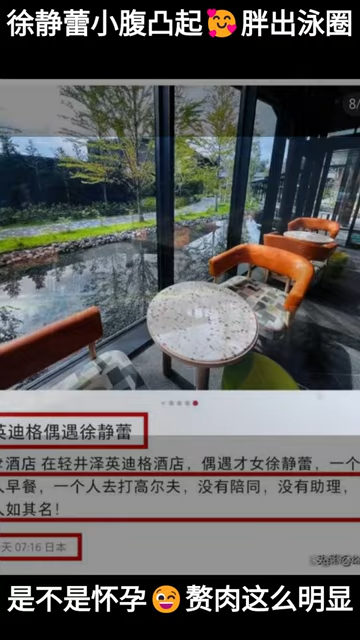 徐静蕾小腹凸起🥰胖出泳圈
8/
英迪格偶遇徐静蕾
酒店 在轻井泽英迪格酒店，偶遇才女徐静蕾，一个
人早餐，一个人去打高尔夫，没有陪同，没有助理，
人如其名！
天 07:16 日本
是不是怀孕😜赘肉这么明显